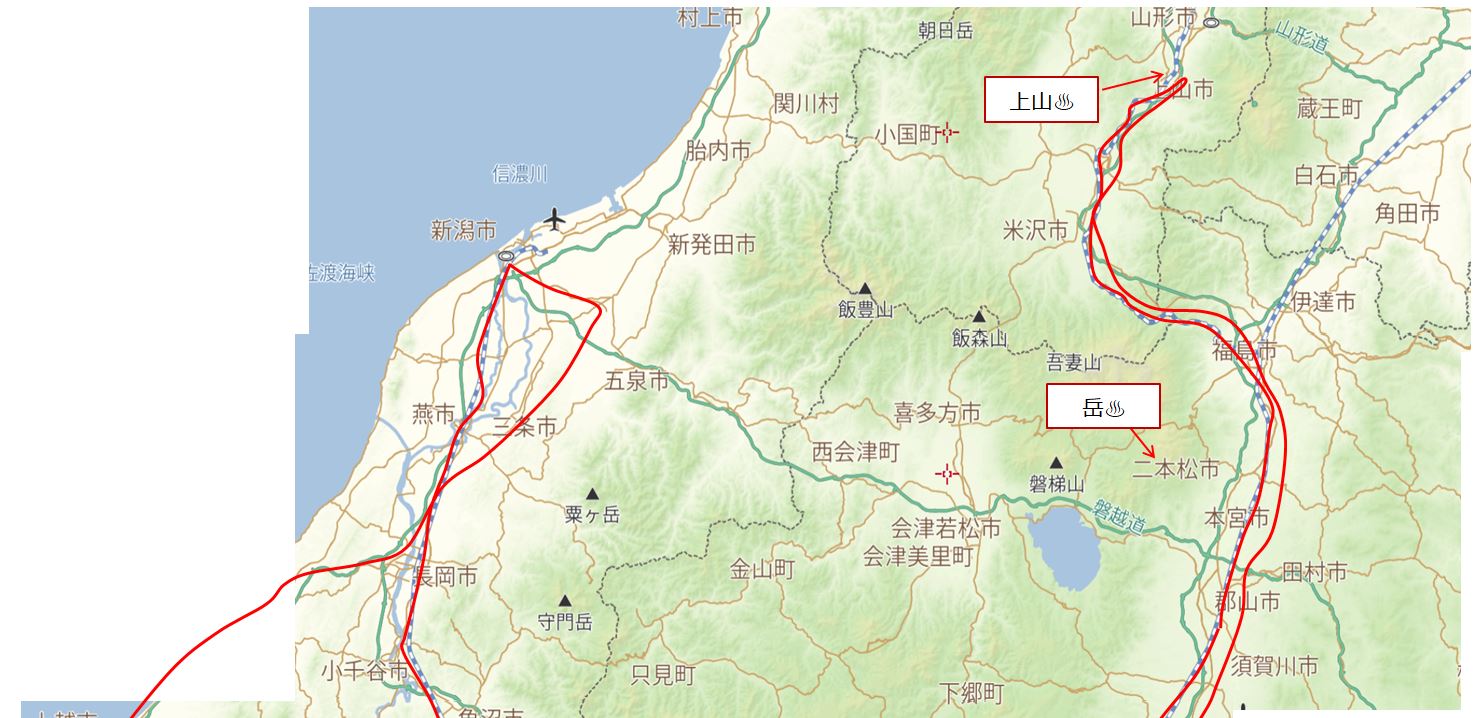 村上市
朝日岳
山形市
山形道
関川村
上山♨
上山市
蔵王町
小国町
胎内市
信濃川
白石市
新潟市
新発田市
米沢市
角田市
佐渡海峡
飯豊山
伊達市
飯森山
福島市
吾妻山
五泉市
岳♨
燕市
三条市
喜多方市
西会津町
二本松市
磐梯山
粟ヶ岳
磐越道
本宮市
会津若松市
会津美里町
金山町
長岡市
田村市
郡山市
守門岳
小千谷市
只見町
須賀川市
下郷町
上越市
魚沼市